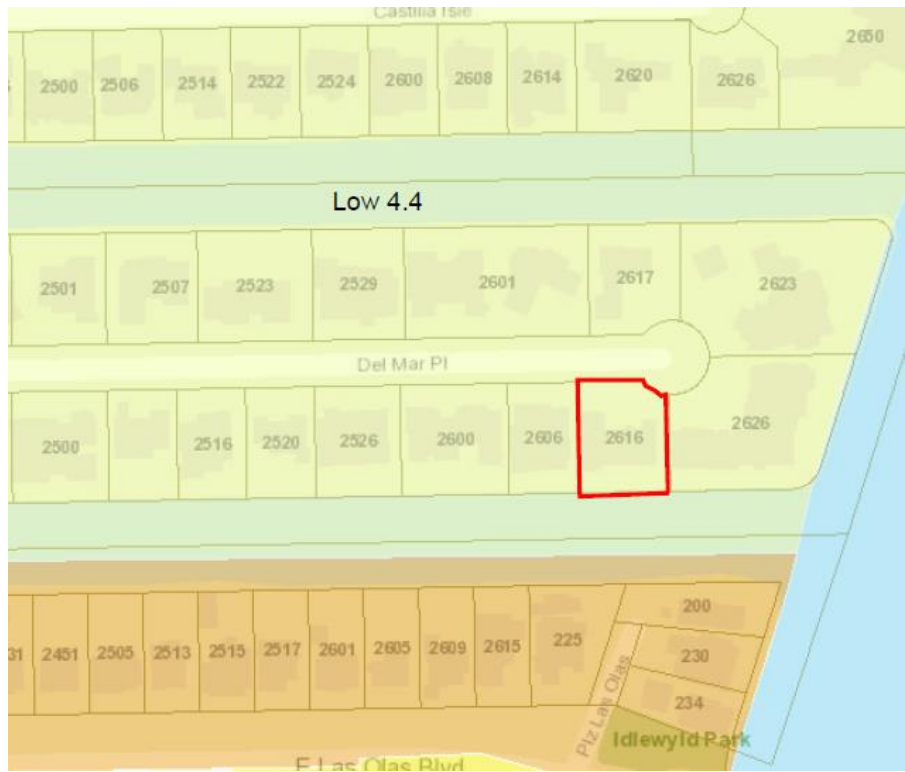 Castilla Isle
2500 2506 2514 2522 2524 2600 2608 2614 2620 2626 2650
Low 4.4
2501 2507 2523 2529 2601 2617 2623
Del Mar Pl
2500 2516 2520 2526 2600 2606 2616 2626
31 2451 2505 2513 2515 2517 2601 2605 2609 2615 225 200
230
234
Plz Las Olas
Idlewyld Park
E Las Olas Blvd